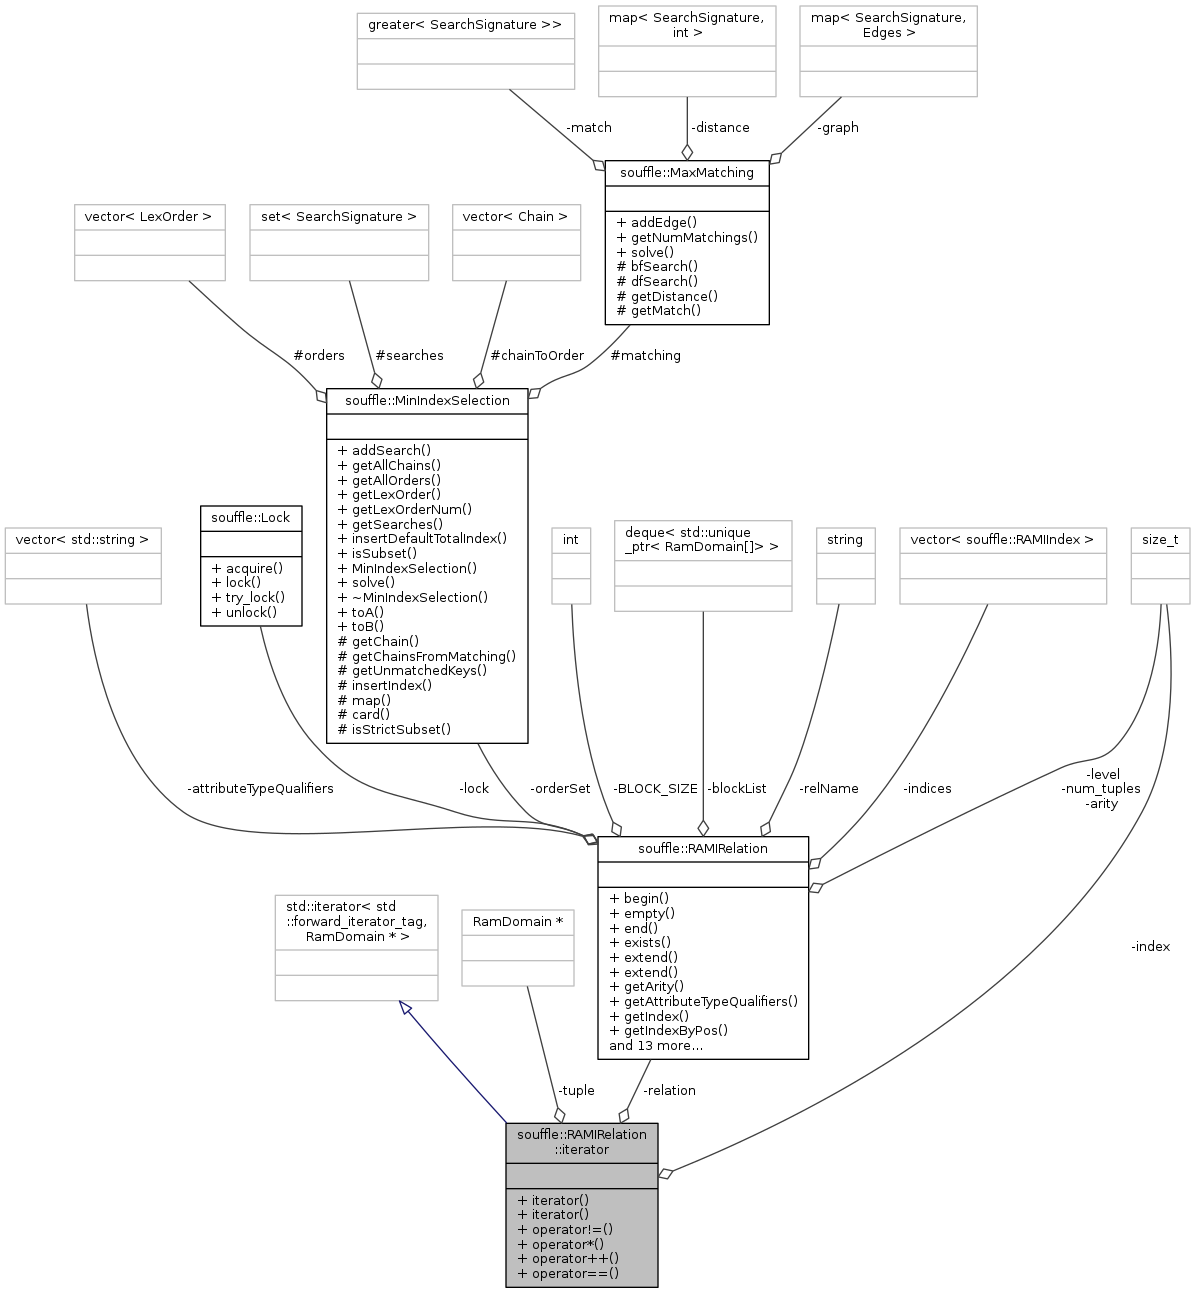 greater< SearchSignature >>
map< SearchSignature,
int >
map< SearchSignature,
Edges >
-match
-distance
-graph
souffle::MaxMatching
+ addEdge()
+ getNumMatchings()
+ solve()
# bfSearch()
# dfSearch()
# getDistance()
# getMatch()
vector< LexOrder >
set< SearchSignature >
vector< Chain >
#orders
#searches
#chainToOrder
#matching
souffle::MinIndexSelection
+ addSearch()
+ getAllChains()
+ getAllOrders()
+ getLexOrder()
+ getLexOrderNum()
+ getSearches()
+ insertDefaultTotalIndex()
+ isSubset()
+ MinIndexSelection()
+ solve()
+ ~MinIndexSelection()
+ toA()
+ toB()
# getChain()
# getChainsFromMatching()
# getUnmatchedKeys()
# insertIndex()
# map()
# card()
# isStrictSubset()
vector< std::string >
souffle::Lock
+ acquire()
+ lock()
+ try_lock()
+ unlock()
int
deque< std::unique
_ptr< RamDomain[]> >
string
vector< souffle::RAMIIndex >
size_t
-attributeTypeQualifiers
-lock
-orderSet
-BLOCK_SIZE
-blockList
-relName
-indices
-level
-num_tuples
-arity
souffle::RAMIRelation
+ begin()
+ empty()
+ end()
+ exists()
+ extend()
+ extend()
+ getArity()
+ getAttributeTypeQualifiers()
+ getIndex()
+ getIndexByPos()
and 13 more...
std::iterator< std
::forward_iterator_tag,
RamDomain * >
RamDomain *
-index
-tuple
-relation
souffle::RAMIRelation
::iterator
+ iterator()
+ iterator()
+ operator!=()
+ operator*()
+ operator++()
+ operator==()